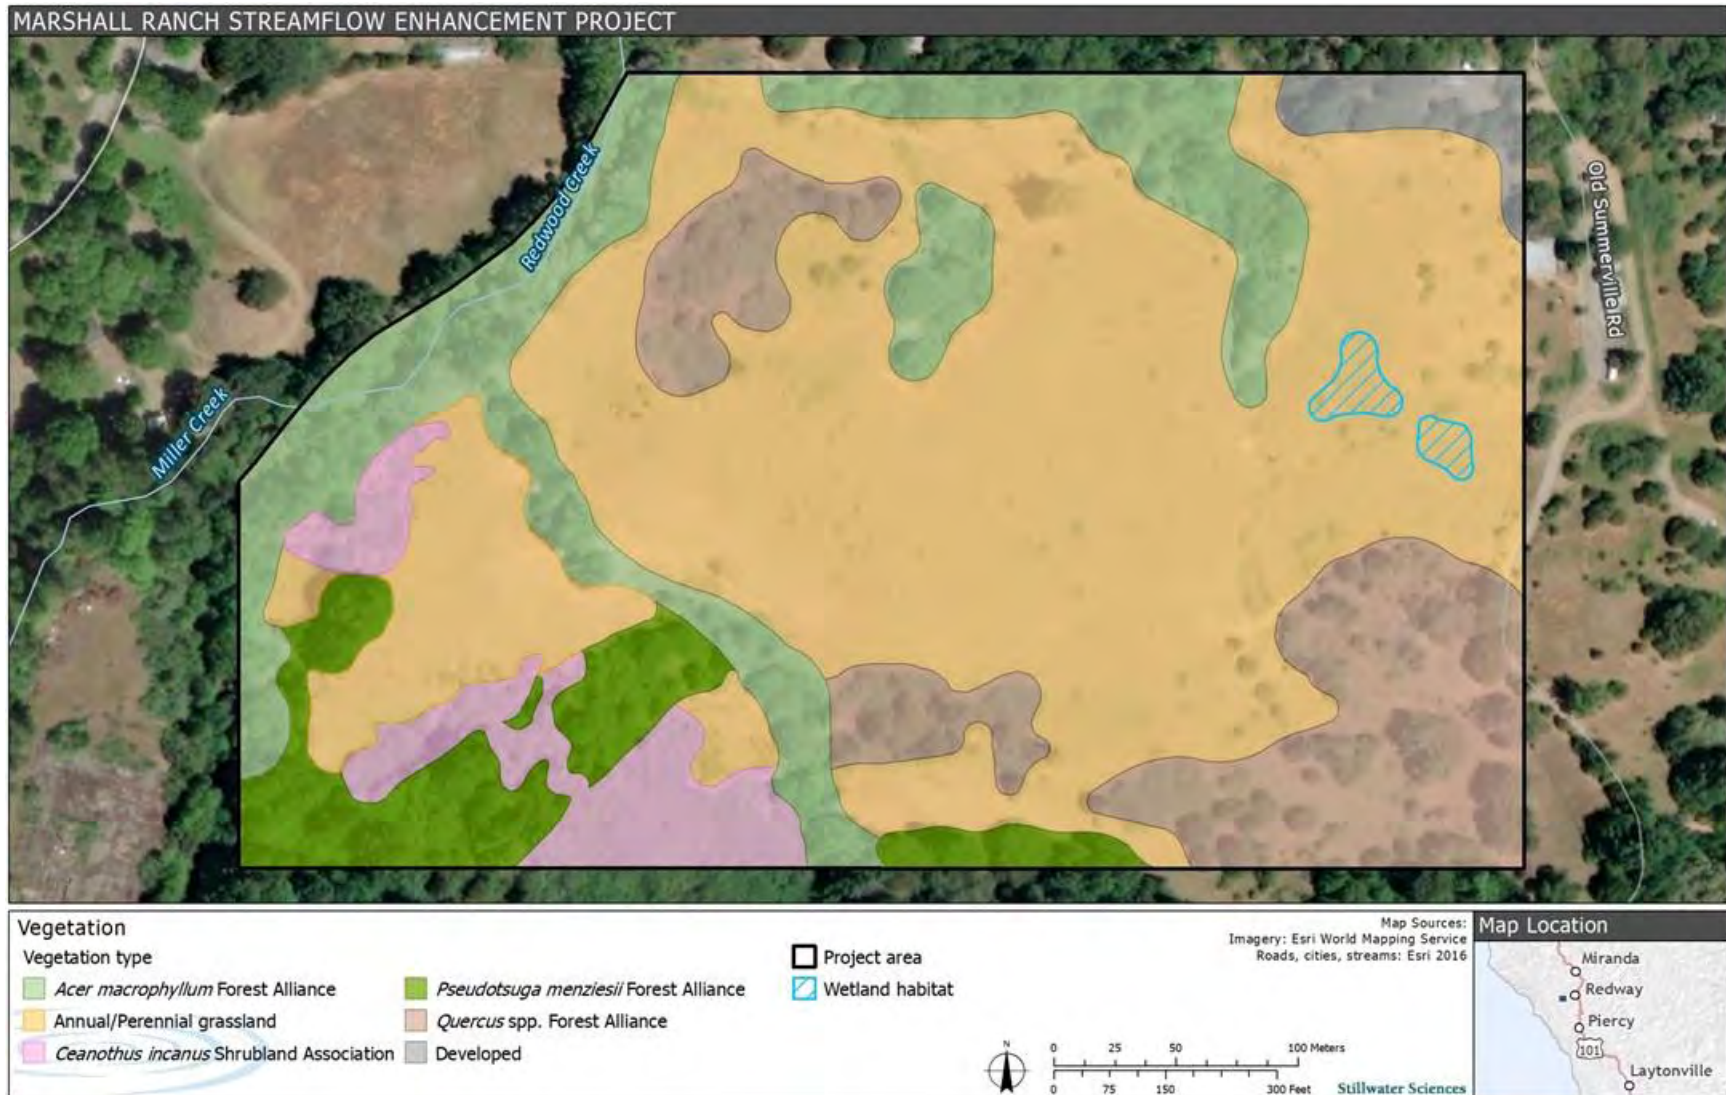 MARSHALL RANCH STREAMFLOW ENHANCEMENT PROJECT
Redwood Creek
Old Summerville Rd
Miller Creek
Vegetation
Vegetation type
Acer macrophyllum Forest Alliance
Annual/Perennial grassland
Ceanothus incanus Shrubland Association
Pseudotsuga menziesii Forest Alliance
Quercus spp. Forest Alliance
Developed
Project area
Wetland habitat
Map Sources:
Imagery: Esri World Mapping Service
Roads, cities, streams: Esri 2016
N
0 25 50 100 Meters
0 75 150 300 Feet
Stillwater Sciences
Map Location
Miranda
Redway
Piercy
101
Laytonville